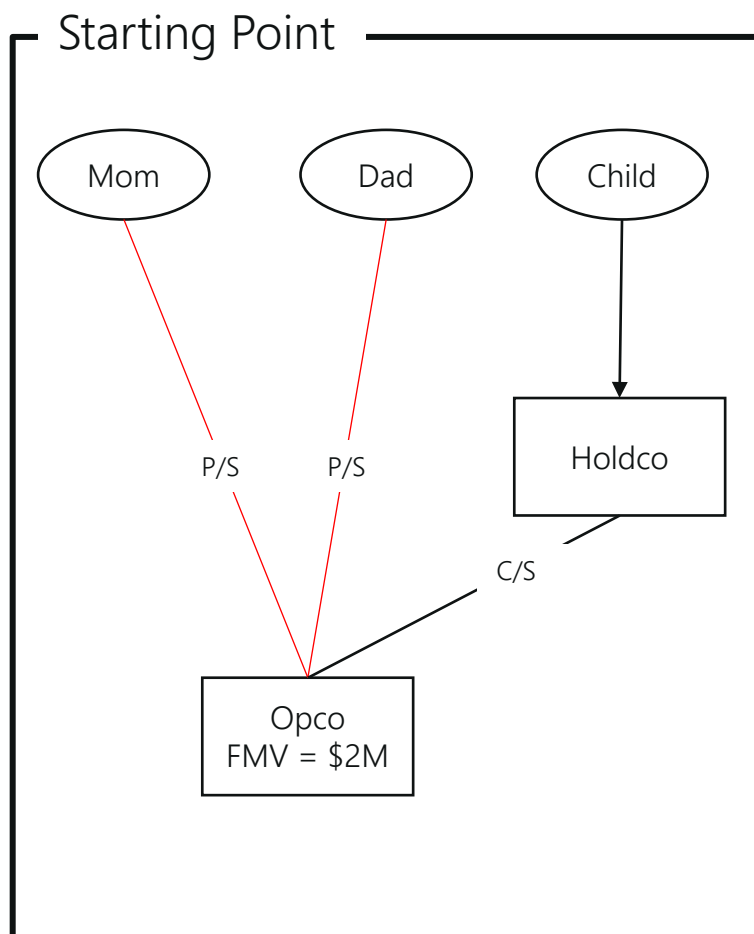 Starting Point
Mom
Dad
Child
Holdco
P/S
P/S
C/S
Opco
FMV = $2M